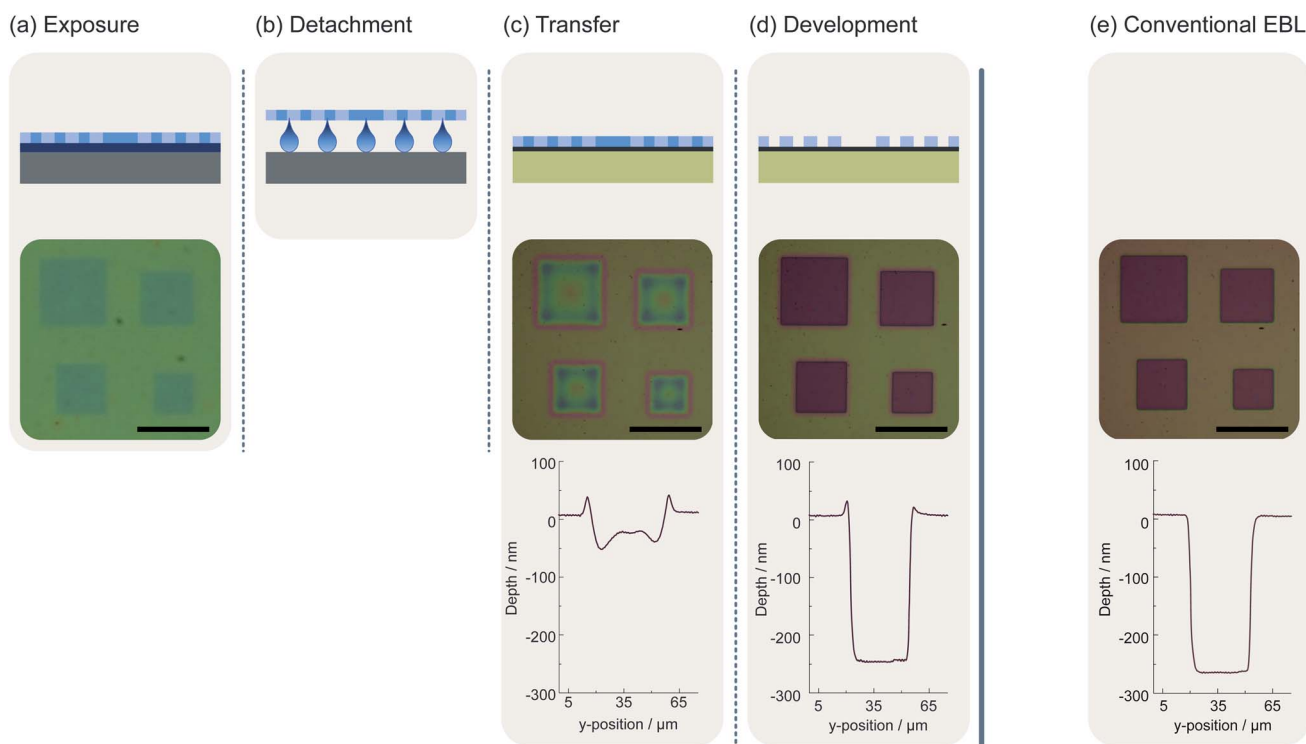 (a) Exposure
(b) Detachment
(c) Transfer
(d) Development
(e) Conventional EBL
100
0
-100
-200
-300
Depth / nm
5 35 65
y-position / µm
100
0
-100
-200
-300
Depth / nm
5 35 65
y-position / µm
100
0
-100
-200
-300
Depth / nm
5 35 65
y-position / µm